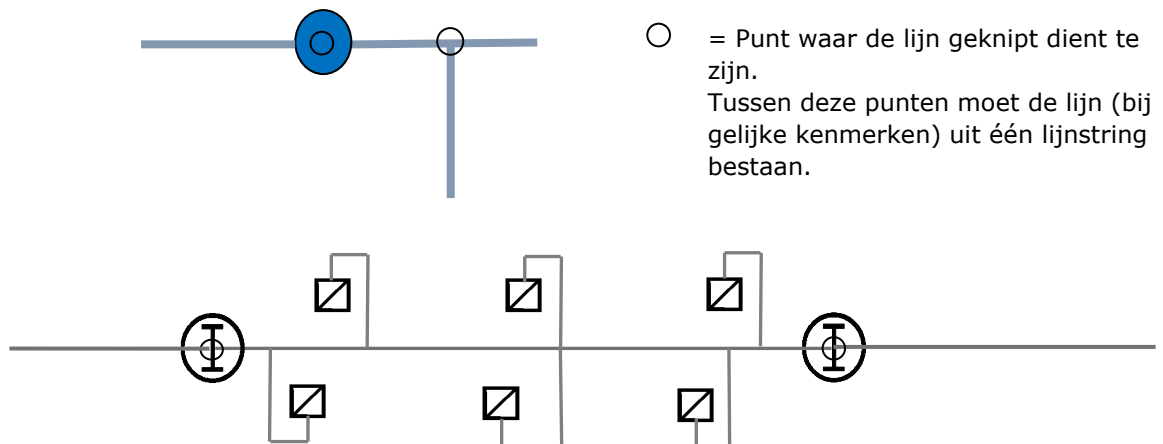 = Punt waar de lijn geknipt dient te
zijn.
Tussen deze punten moet de lijn (bij
gelijke kenmerken) uit één lijnstring
bestaan.